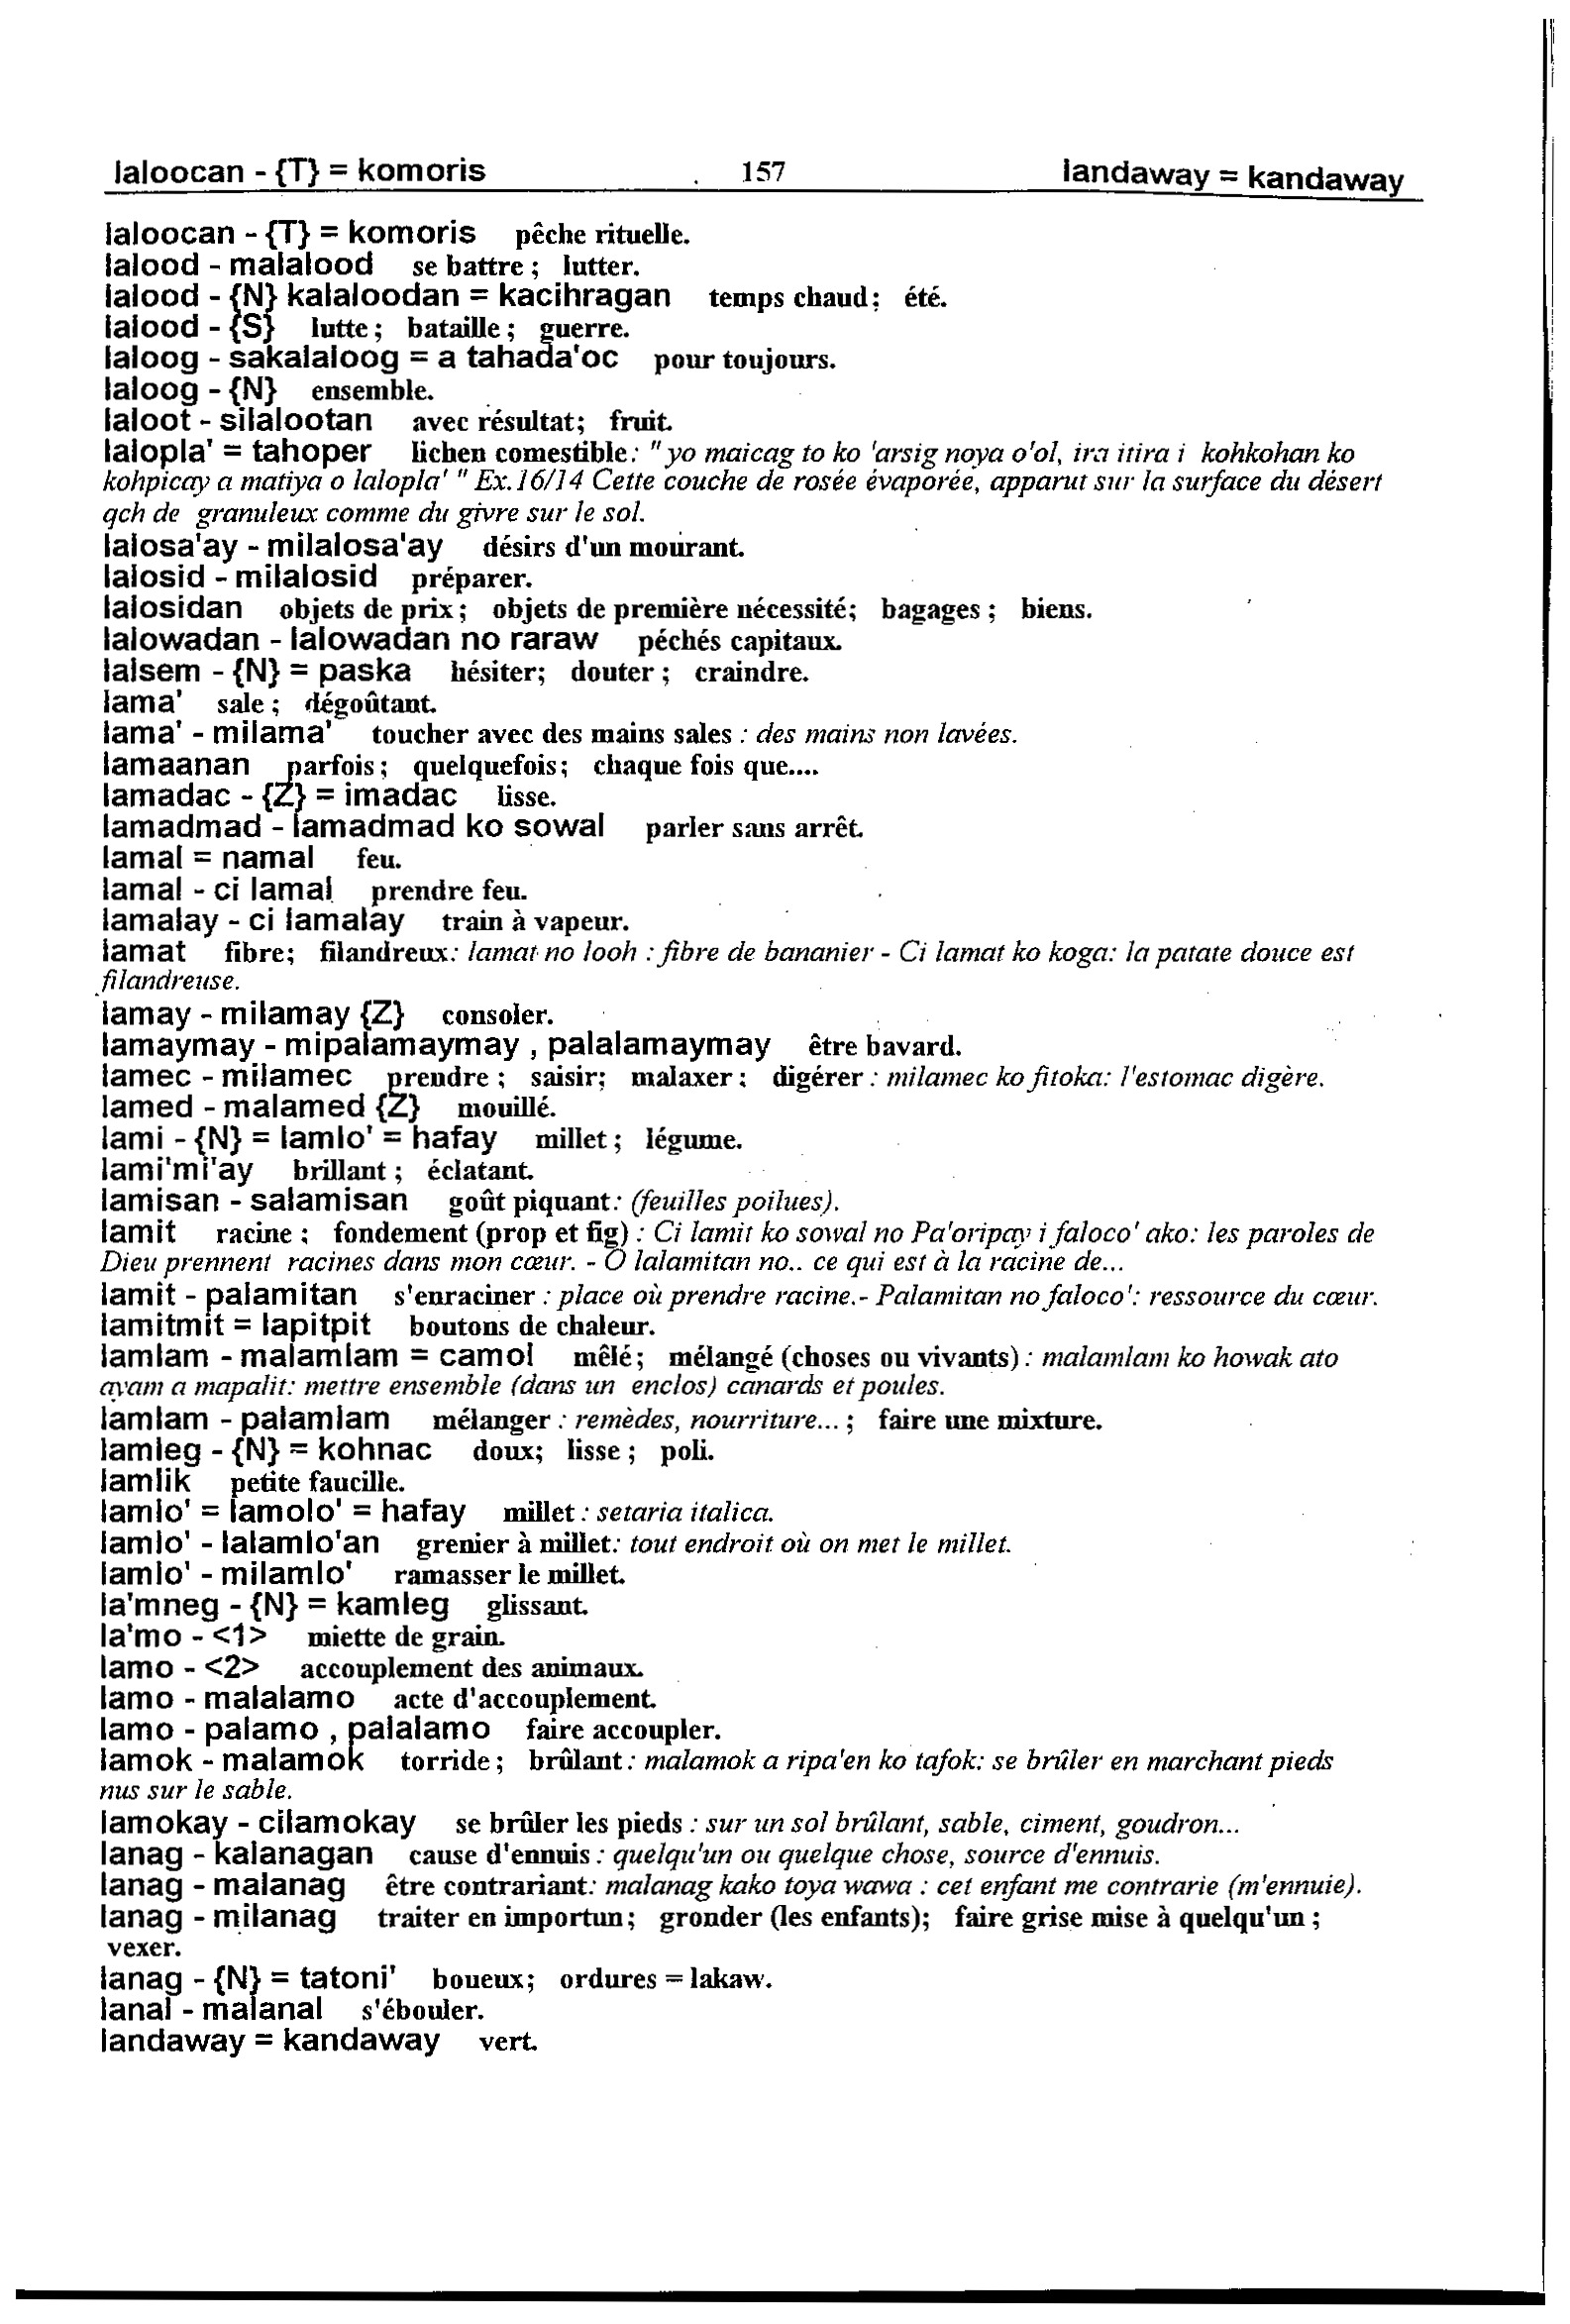 laloocan - {T} = komoris 157 landaway = kandaway
laloocan - {T} = komoris pêche rituelle.
lalood - malalood se battre ; lutter.
lalood - {N} kalaloodan = kacihragan temps chaud ; été.
lalood - {S} lutte ; bataille ; guerre.
laloog - sakalaloog = a tahada'oc pour toujours.
laloog - {N} ensemble.
laloot - silalootan avec résultat; fruit.
lalopla' = tahoper lichen comestible: "yo maicag to ko 'arsig noya o'ol, ira itira i kohkohan ko
kohpicay a matiya o lalopla' " Ex.16/14 Cette couche de rosée évaporée, apparut sur la surface du désert
qch de granuleux comme du givre sur le sol.
lalosa'ay - milalosa'ay désirs d'un mourant.
lalosid - milalosid préparer.
lalosidan objets de prix ; objets de première nécessité; bagages ; biens.
lalowadan - lalowadan no raraw péchés capitaux.
lalsem - {N} = paska hésiter; douter ; craindre.
lama' sale ; dégoûtant.
lama' - milama' toucher avec des mains sales : des mains non lavées.
lamaanan parfois ; quelquefois; chaque fois que....
lamadac - {Z} = imadac lisse.
lamadmad - lamadmad ko sowal parler sans arrêt.
lamal = namal feu.
lamal - ci lamal prendre feu.
lamalay - ci lamalay train à vapeur.
lamat fibre; filandreux: lamat no looh : fibre de bananier - Ci lamat ko koga: la patate douce est
filandreuse.
lamay - milamay {Z} consoler.
lamaymay - mipalamaymay , palalamaymay être bavard.
lamec - milamec prendre ; saisir; malaxer ; digérer : milamec ko fitoka: l'estomac digère.
lamed - malamed {Z} mouillé.
lami - {N} = lamlo' = hafay millet ; légume.
lami'mi'ay brillant ; éclatant.
lamisan - salamisan goût piquant: (feuilles poilues).
lamit racine ; fondement (prop et fig) : Ci lamit ko sowal no Pa'oripay i faloco' ako: les paroles de
Dieu prennent racines dans mon cœur. - O lalamitan no.. ce qui est à la racine de...
lamit - palamitan s'enraciner : place où prendre racine.- Palamitan no faloco': ressource du cœur.
lamitmit = lapitpit boutons de chaleur.
lamlam - malamlam = camol mêlé; mélangé (choses ou vivants) : malamlam ko howak ato
ayam a mapalit: mettre ensemble (dans un enclos) canards et poules.
lamlam - palamlam mélanger : remèdes, nourriture... ; faire une mixture.
lamleg - {N} = kohnac doux; lisse ; poli.
lamlik petite faucille.
lamlo' = lamolo' = hafay millet : setaria italica.
lamlo' - lalamlo'an grenier à millet: tout endroit où on met le millet.
lamlo' - milamlo' ramasser le millet.
la'mneg - {N} = kamleg glissant.
la'mo - <1> miette de grain.
lamo - <2> accouplement des animaux.
lamo - malalamo acte d'accouplement.
lamo - palamo , palalamo faire accoupler.
lamok - malamok torride ; brûlant : malamok a ripa'en ko tafok: se brûler en marchant pieds
nus sur le sable.
lamokay - cilamokay se brûler les pieds : sur un sol brûlant, sable, ciment, goudron...
lanag - kalanagan cause d'ennuis : quelqu'un ou quelque chose, source d'ennuis.
lanag - malanag être contrariant: malanag kako toya wawa : cet enfant me contrarie (m'ennuie).
lanag - milanag traiter en importun ; gronder (les enfants); faire grise mise à quelqu'un ;
vexer.
lanag - {N} = tatoni' boueux; ordures = lakaw.
lanal - malanal s'ébouler.
landaway = kandaway vert.